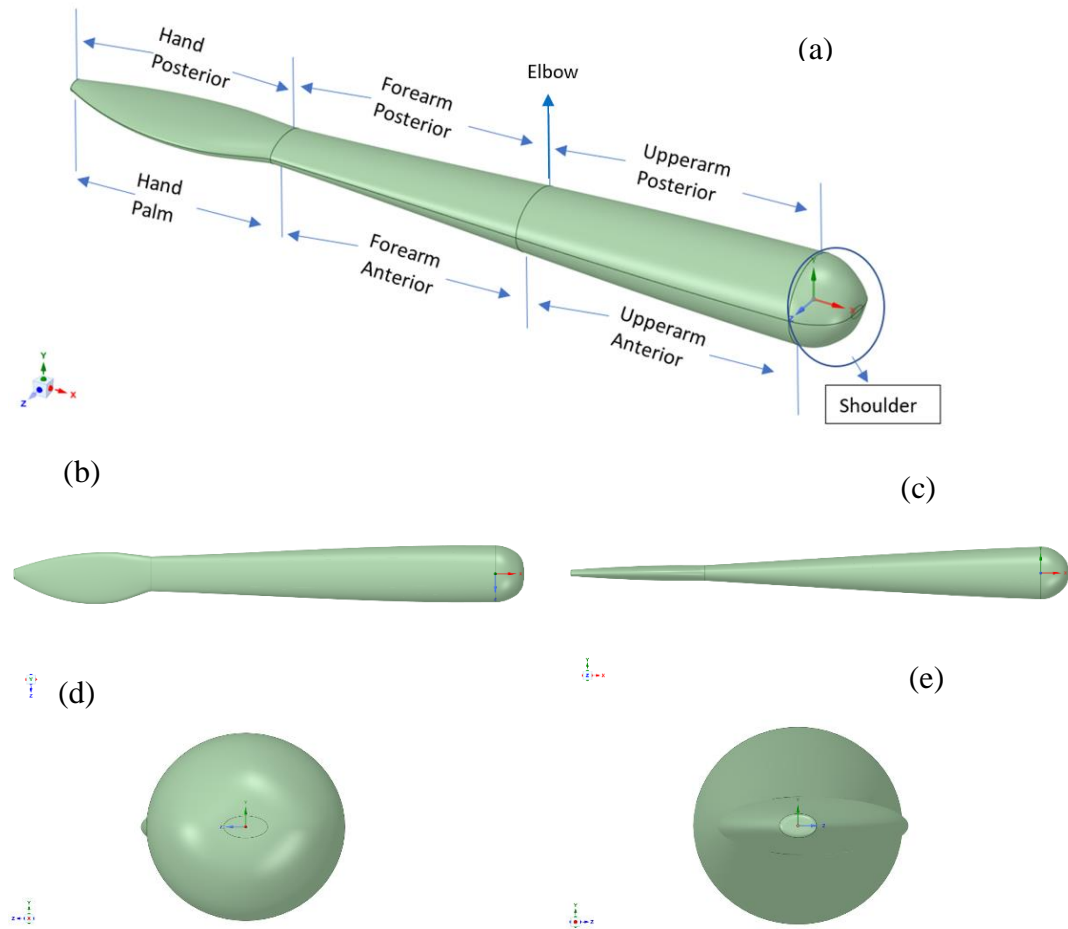 (a)
Hand
Posterior
Elbow
Forearm
Posterior
Upperarm
Posterior
Hand
Palm
Forearm
Anterior
Upperarm
Anterior
Y
X
Z
Y
Z
X
Shoulder
(b)
(c)
(d)
(e)